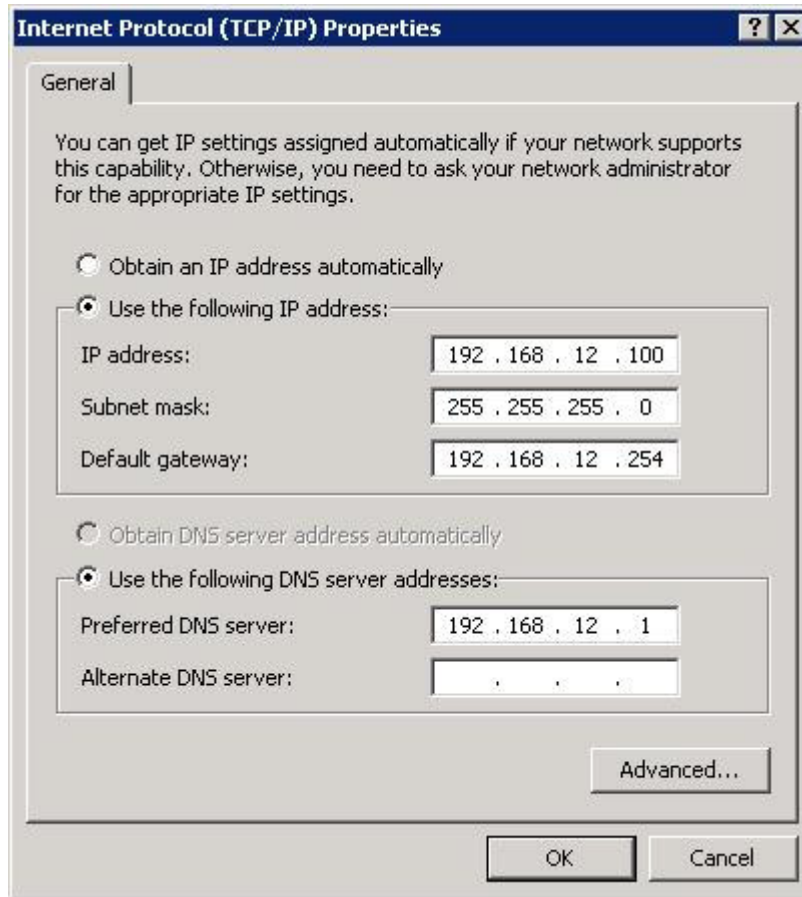 Internet Protocol (TCP/IP) Properties
General
You can get IP settings assigned automatically if your network supports
this capability. Otherwise, you need to ask your network administrator
for the appropriate IP settings.
Obtain an IP address automatically
Use the following IP address:
IP address: 192 . 168 . 12 . 100
Subnet mask: 255 . 255 . 255 . 0
Default gateway: 192 . 168 . 12 . 254
Obtain DNS server address automatically
Use the following DNS server addresses:
Preferred DNS server: 192 . 168 . 12 . 1
Alternate DNS server: . . .
Advanced...
OK Cancel